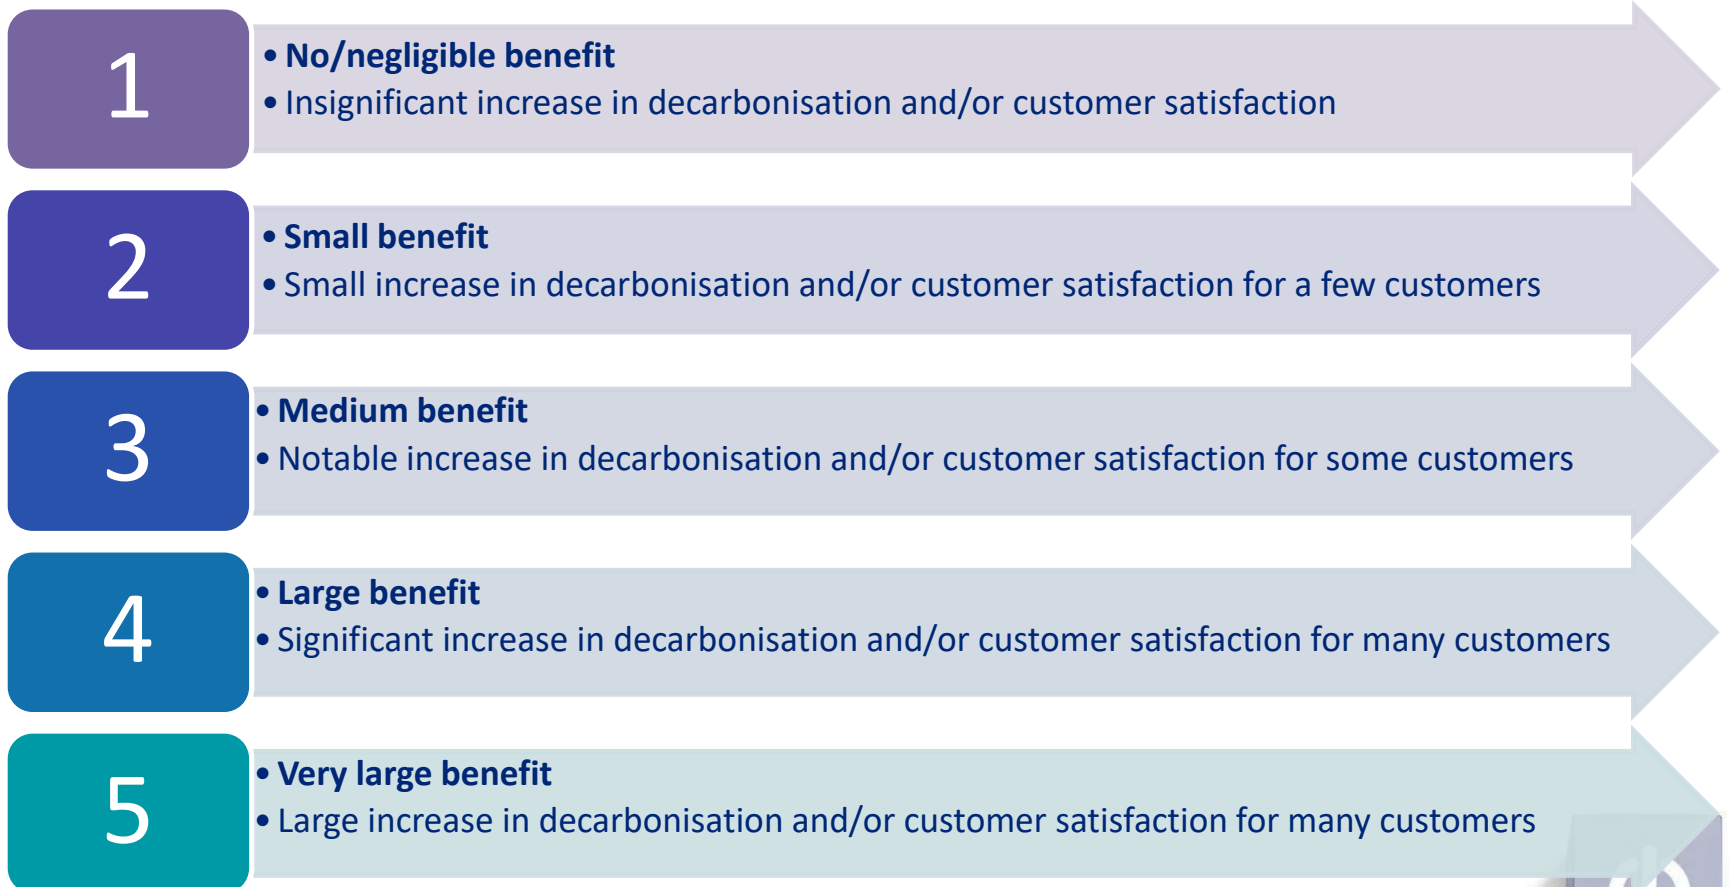 1
• No/negligible benefit
• Insignificant increase in decarbonisation and/or customer satisfaction
2
• Small benefit
• Small increase in decarbonisation and/or customer satisfaction for a few customers
3
• Medium benefit
• Notable increase in decarbonisation and/or customer satisfaction for some customers
4
• Large benefit
• Significant increase in decarbonisation and/or customer satisfaction for many customers
5
• Very large benefit
• Large increase in decarbonisation and/or customer satisfaction for many customers